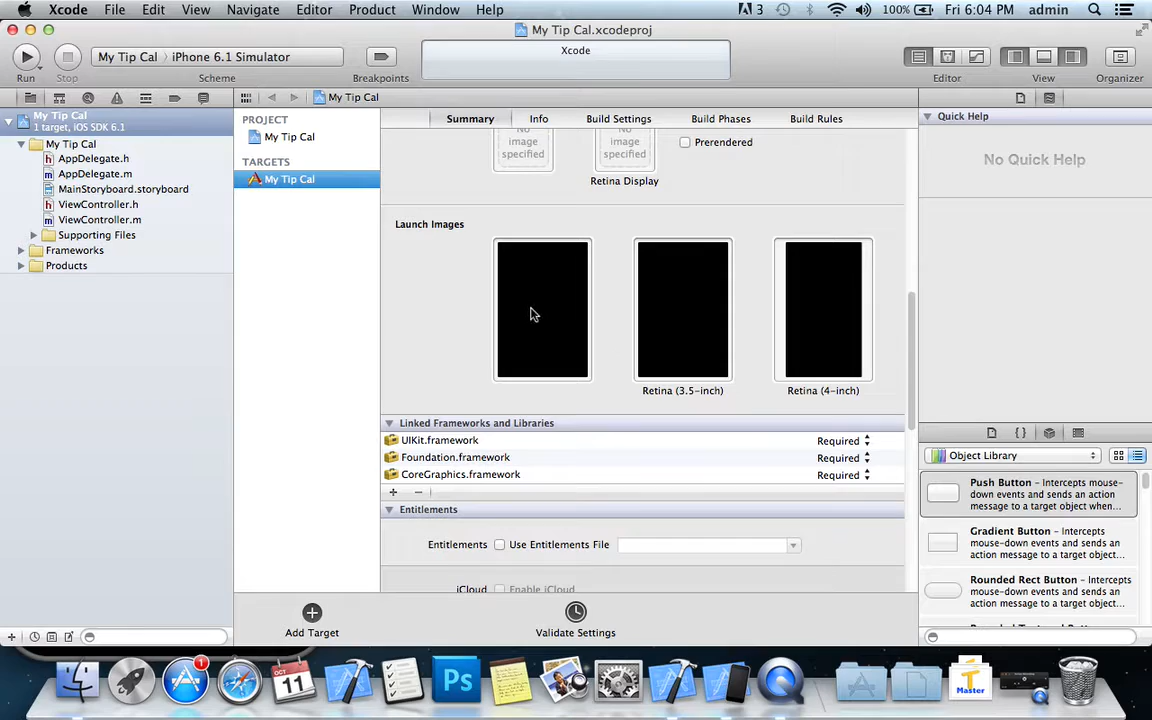 Xcode File Edit View Navigate Editor Product Window Help 3 100% Fri 6:04 PM admin
My Tip Cal.xcodeproj
My Tip Cal iPhone 6.1 Simulator
Xcode
Run Stop Scheme Breakpoints Editor View Organizer
My Tip Cal
1 target, iOS SDK 6.1
My Tip Cal
AppDelegate.h
AppDelegate.m
MainStoryboard.storyboard
ViewController.h
ViewController.m
Supporting Files
Frameworks
Products
My Tip Cal
PROJECT
My Tip Cal
TARGETS
My Tip Cal
Summary Info Build Settings Build Phases Build Rules
No No
image image
specified specified
Prerendered
Retina Display
Launch Images
Retina (3.5-inch) Retina (4-inch)
Linked Frameworks and Libraries
UIKit.framework Required
Foundation.framework Required
CoreGraphics.framework Required
Entitlements
Entitlements Use Entitlements File
iCloud Enable iCloud
Add Target Validate Settings
Quick Help
No Quick Help
Object Library
Push Button – Intercepts mouse-
down events and sends an action
message to a target object when...
Gradient Button – Intercepts
mouse-down events and sends an
action message to a target object...
Rounded Rect Button – Intercepts
mouse-down events and sends an
action message to a target object...
1
OCT
11
Ps
T
Master